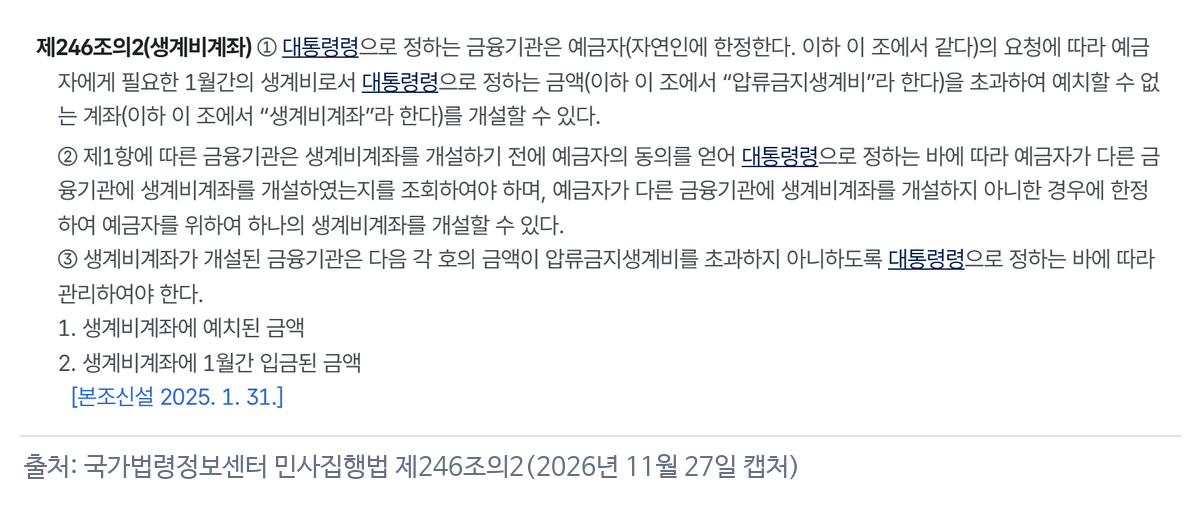 제246조의2(생계비계좌) ① 대통령령으로 정하는 금융기관은 예금자(자연인에 한정한다. 이하 이 조에서 같다)의 요청에 따라 예금
자에게 필요한 1월간의 생계비로서 대통령령으로 정하는 금액(이하 이 조에서 “압류금지생계비”라 한다)을 초과하여 예치할 수 없
는 계좌(이하 이 조에서 “생계비계좌”라 한다)를 개설할 수 있다.
② 제1항에 따른 금융기관은 생계비계좌를 개설하기 전에 예금자의 동의를 얻어 대통령령으로 정하는 바에 따라 예금자가 다른 금
융기관에 생계비계좌를 개설하였는지를 조회하여야 하며, 예금자가 다른 금융기관에 생계비계좌를 개설하지 아니한 경우에 한정
하여 예금자를 위하여 하나의 생계비계좌를 개설할 수 있다.
③ 생계비계좌가 개설된 금융기관은 다음 각 호의 금액이 압류금지생계비를 초과하지 아니하도록 대통령령으로 정하는 바에 따라
관리하여야 한다.
1. 생계비계좌에 예치된 금액
2. 생계비계좌에 1월간 입금된 금액
[본조신설 2025. 1. 31.]
출처: 국가법령정보센터 민사집행법 제246조의2(2026년 11월 27일 캡처)